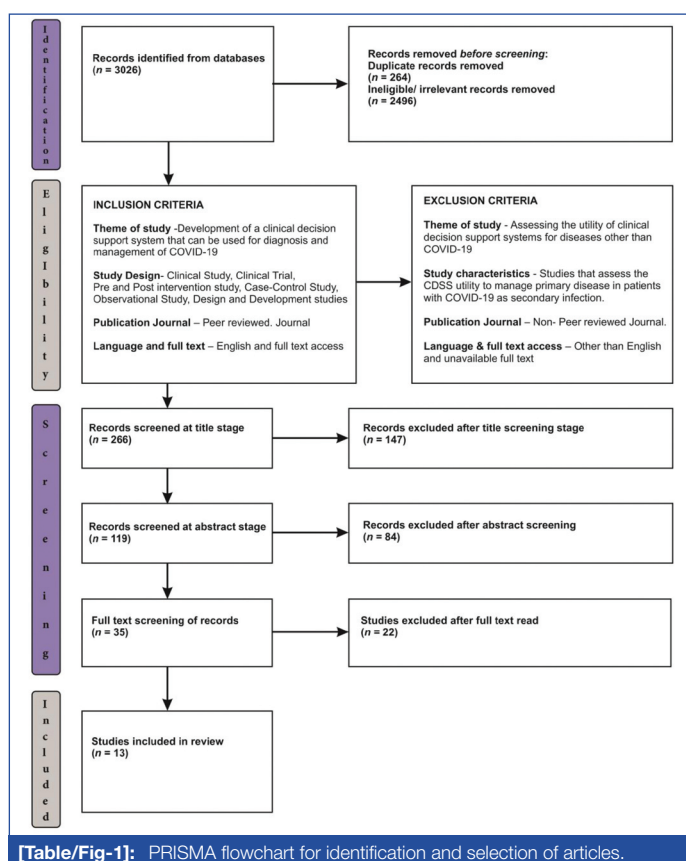 Identification
Records identified from databases
(n = 3026)
Records removed before screening:
Duplicate records removed
(n = 264)
Ineligible/ irrelevant records removed
(n = 2496)
EligIbility
INCLUSION CRITERIA
Theme of study -Development of a clinical decision
support system that can be used for diagnosis and
management of COVID-19
Study Design- Clinical Study, Clinical Trial,
Pre and Post intervention study, Case-Control Study,
Observational Study, Design and Development studies
Publication Journal – Peer reviewed. Journal
Language and full text – English and full text access
EXCLUSION CRITERIA
Theme of study - Assessing the utility of clinical
decision support systems for diseases other than
COVID-19
Study characteristics - Studies that assess the
CDSS utility to manage primary disease in patients
with COVID-19 as secondary infection.
Publication Journal – Non- Peer reviewed Journal.
Language & full text access – Other than English
and unavailable full text
Screening
Records screened at title stage
(n = 266)
Records excluded after title screening stage
(n = 147)
Records screened at abstract stage
(n = 119)
Records excluded after abstract screening
(n = 84)
Full text screening of records
(n = 35)
Studies excluded after full text read
(n = 22)
Included
Studies included in review
(n = 13)
[Table/Fig-1]: PRISMA flowchart for identification and selection of articles.